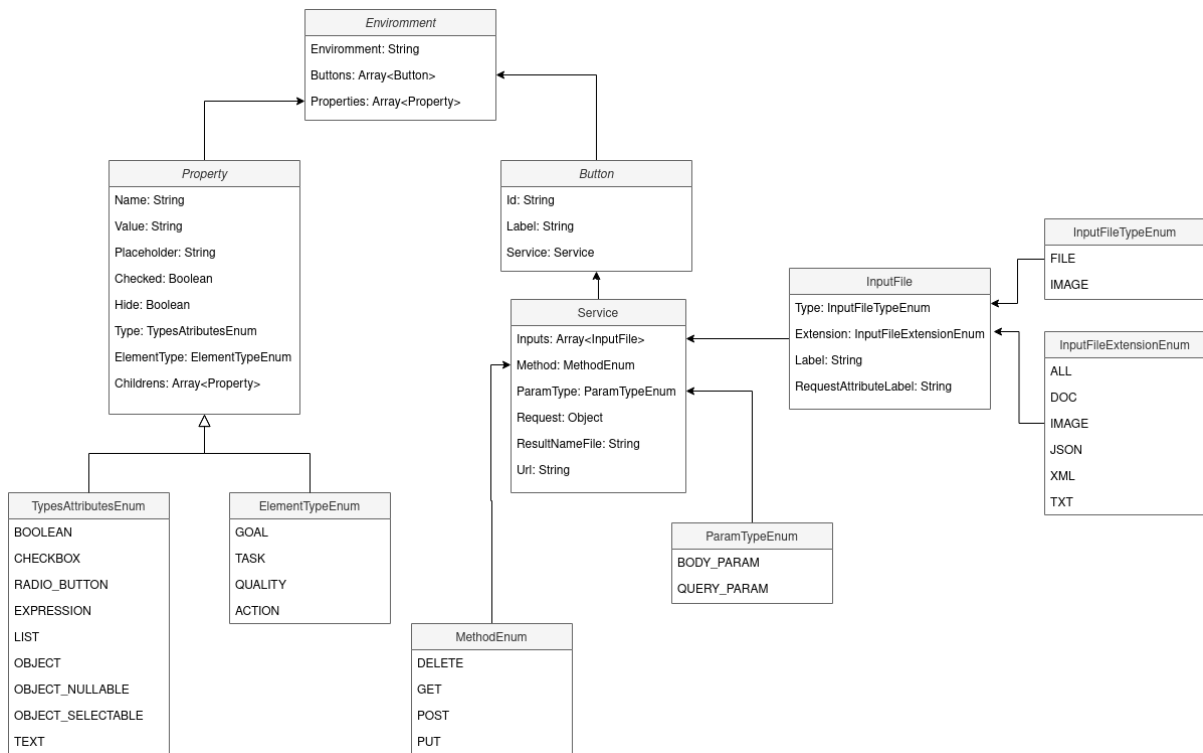 Enviromment
Enviromment: String
Buttons: Array<Button>
Properties: Array<Property>
Property
Name: String
Value: String
Placeholder: String
Checked: Boolean
Hide: Boolean
Type: TypesAtributesEnum
ElementType: ElementTypeEnum
Childrens: Array<Property>
Button
Id: String
Label: String
Service: Service
Service
Inputs: Array<InputFile>
Method: MethodEnum
ParamType: ParamTypeEnum
Request: Object
ResultNameFile: String
Url: String
InputFile
Type: InputFileTypeEnum
Extension: InputFileExtensionEnum
Label: String
RequestAttributeLabel: String
InputFileTypeEnum
FILE
IMAGE
InputFileExtensionEnum
ALL
DOC
IMAGE
JSON
XML
TXT
TypesAttributesEnum
BOOLEAN
CHECKBOX
RADIO_BUTTON
EXPRESSION
LIST
OBJECT
OBJECT_NULLABLE
OBJECT_SELECTABLE
TEXT
ElementTypeEnum
GOAL
TASK
QUALITY
ACTION
MethodEnum
DELETE
GET
POST
PUT
ParamTypeEnum
BODY_PARAM
QUERY_PARAM